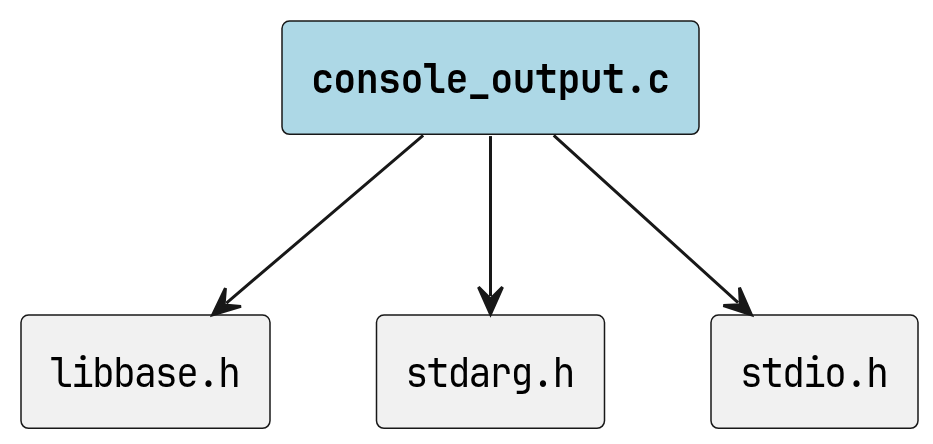 console_output.c
libbase.h
stdarg.h
stdio.h